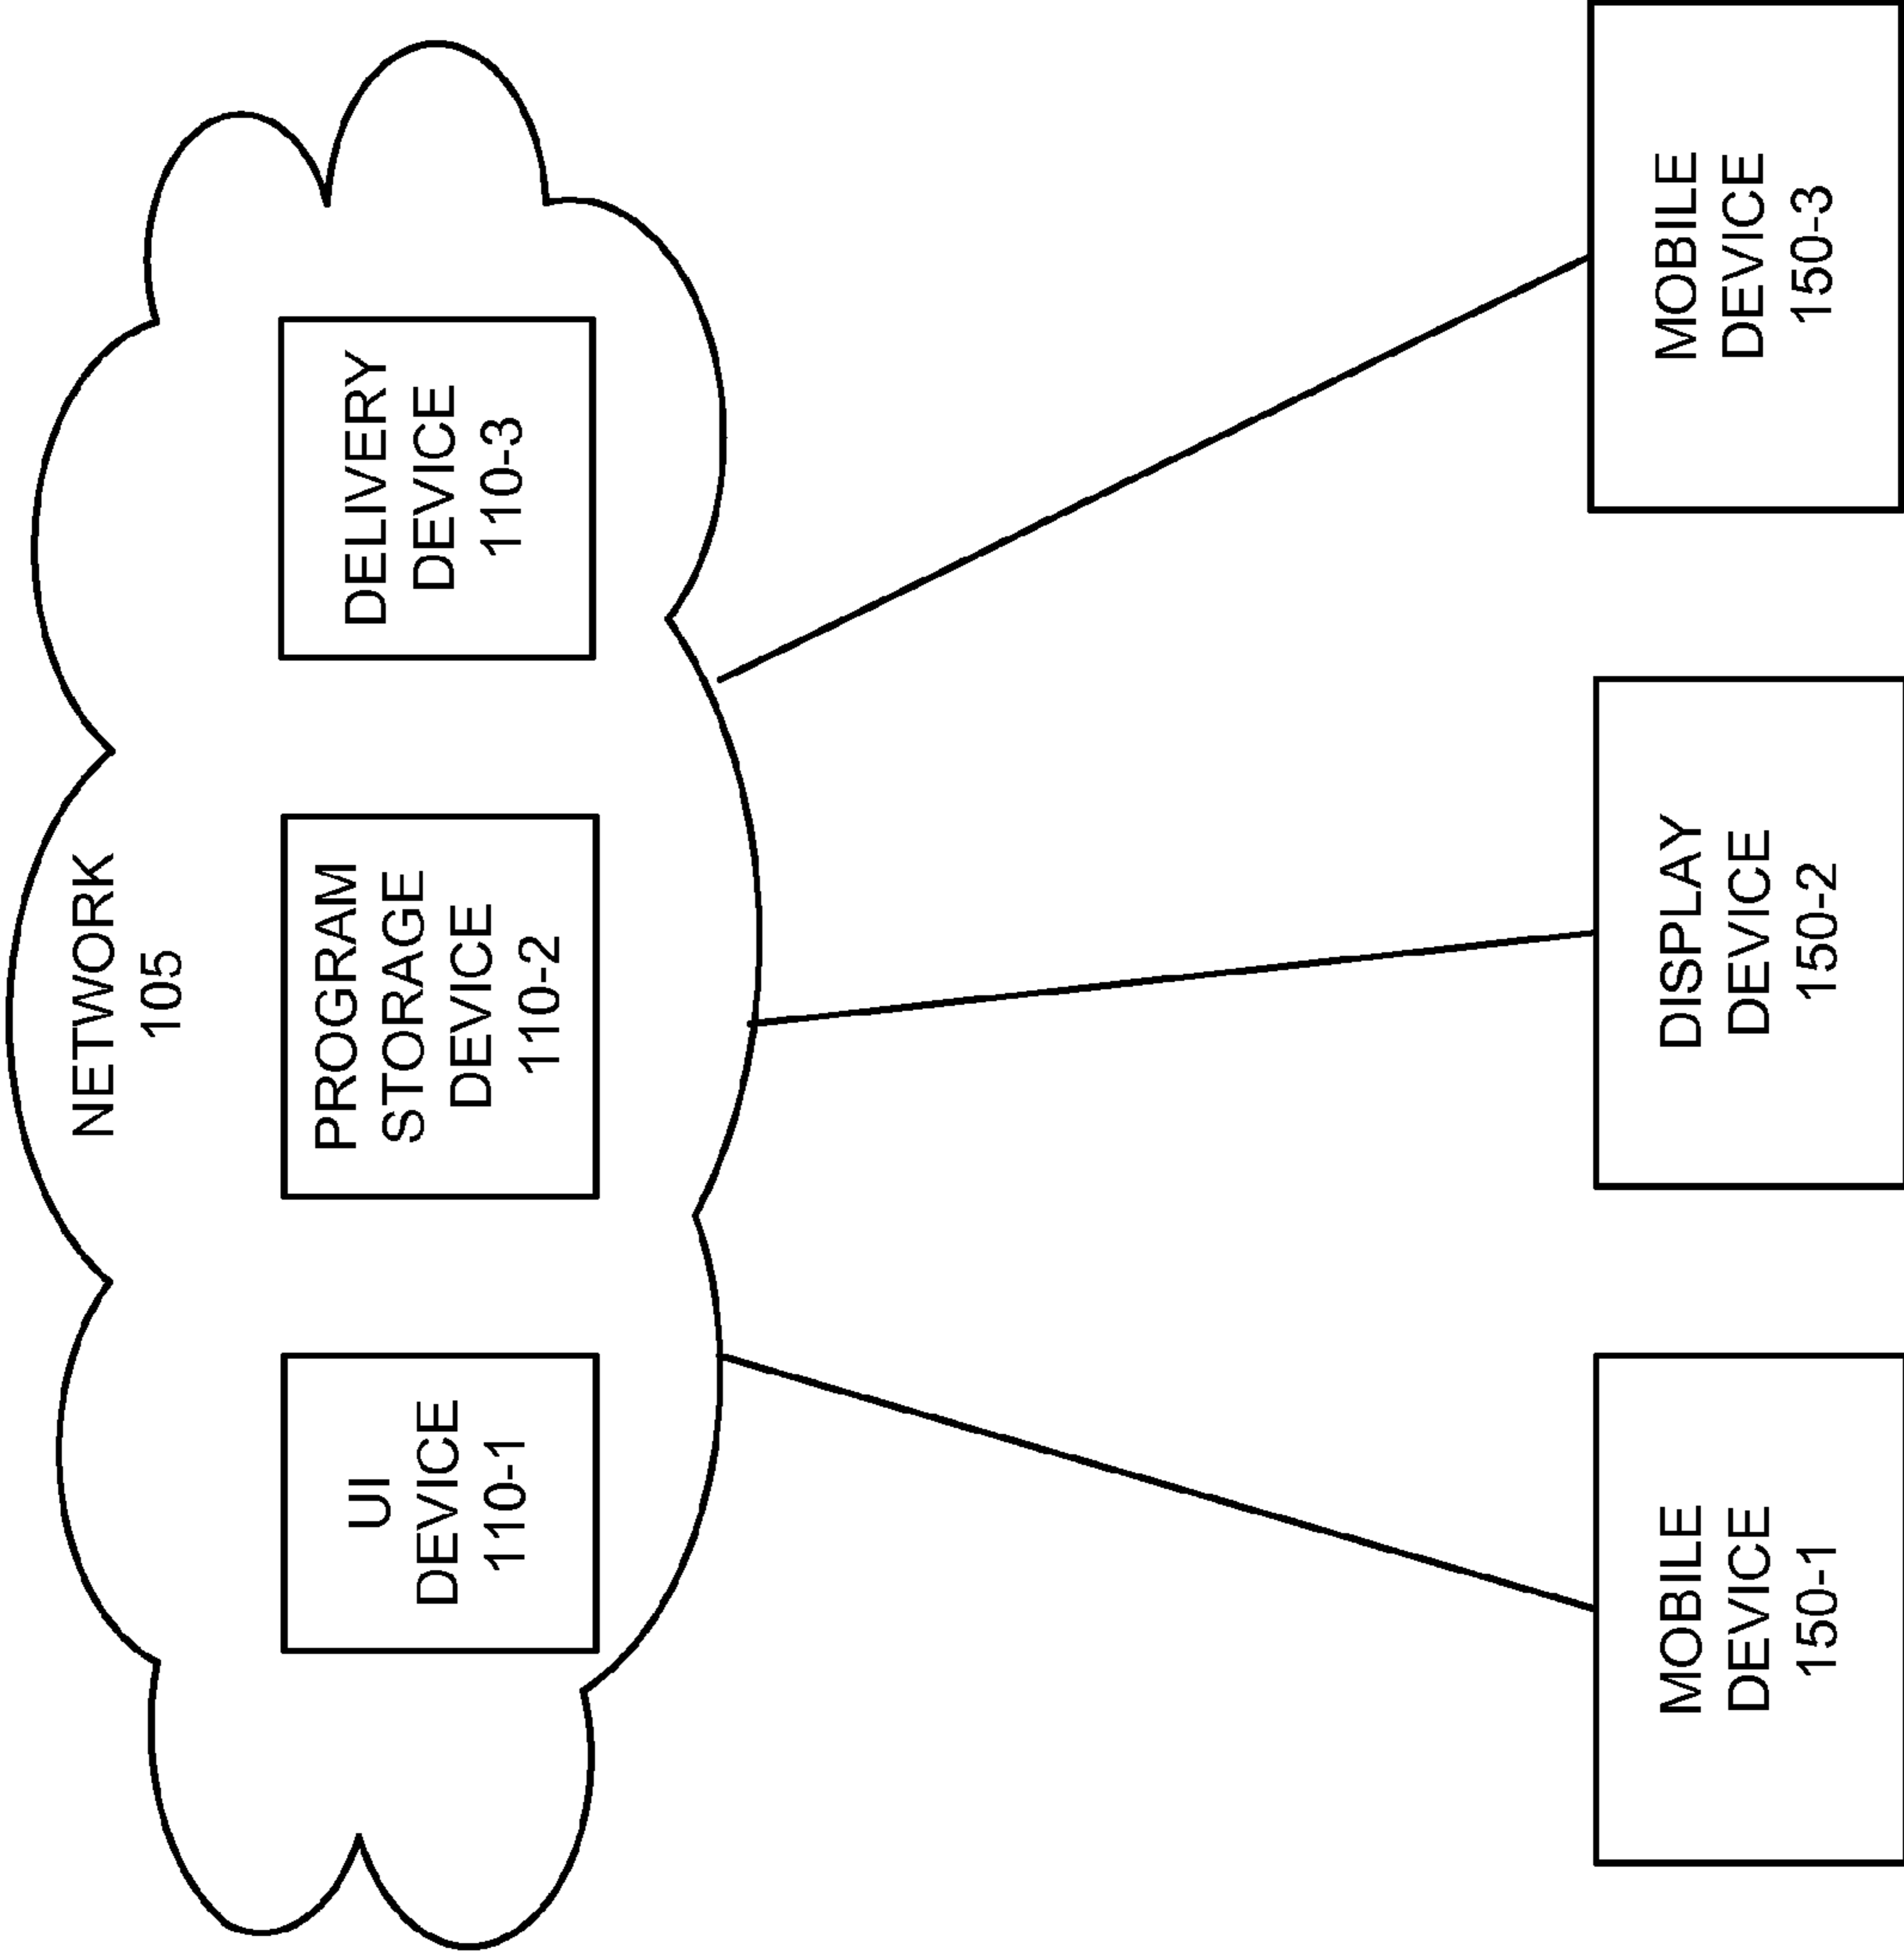 NETWORK
105
UI
DEVICE
110-1
PROGRAM
STORAGE
DEVICE
110-2
DELIVERY
DEVICE
110-3
MOBILE
DEVICE
150-1
DISPLAY
DEVICE
150-2
MOBILE
DEVICE
150-3